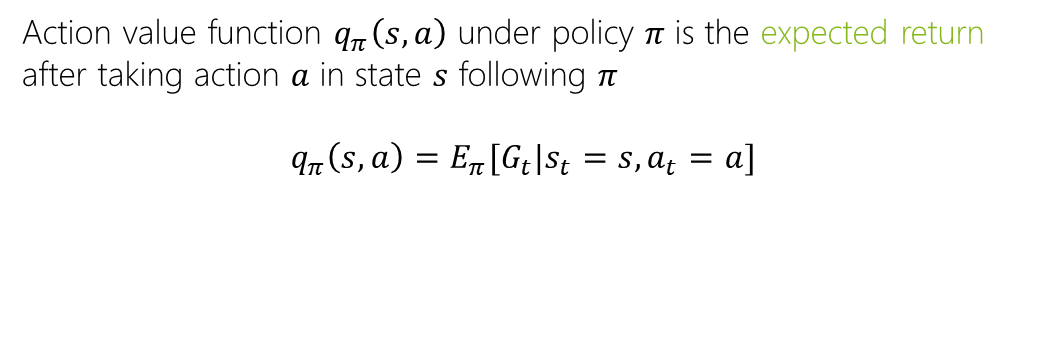 Action value function qπ(s, a) under policy π is the expected return
after taking action a in state s following π
qπ(s, a) = Eπ[Gt|st = s, at = a]